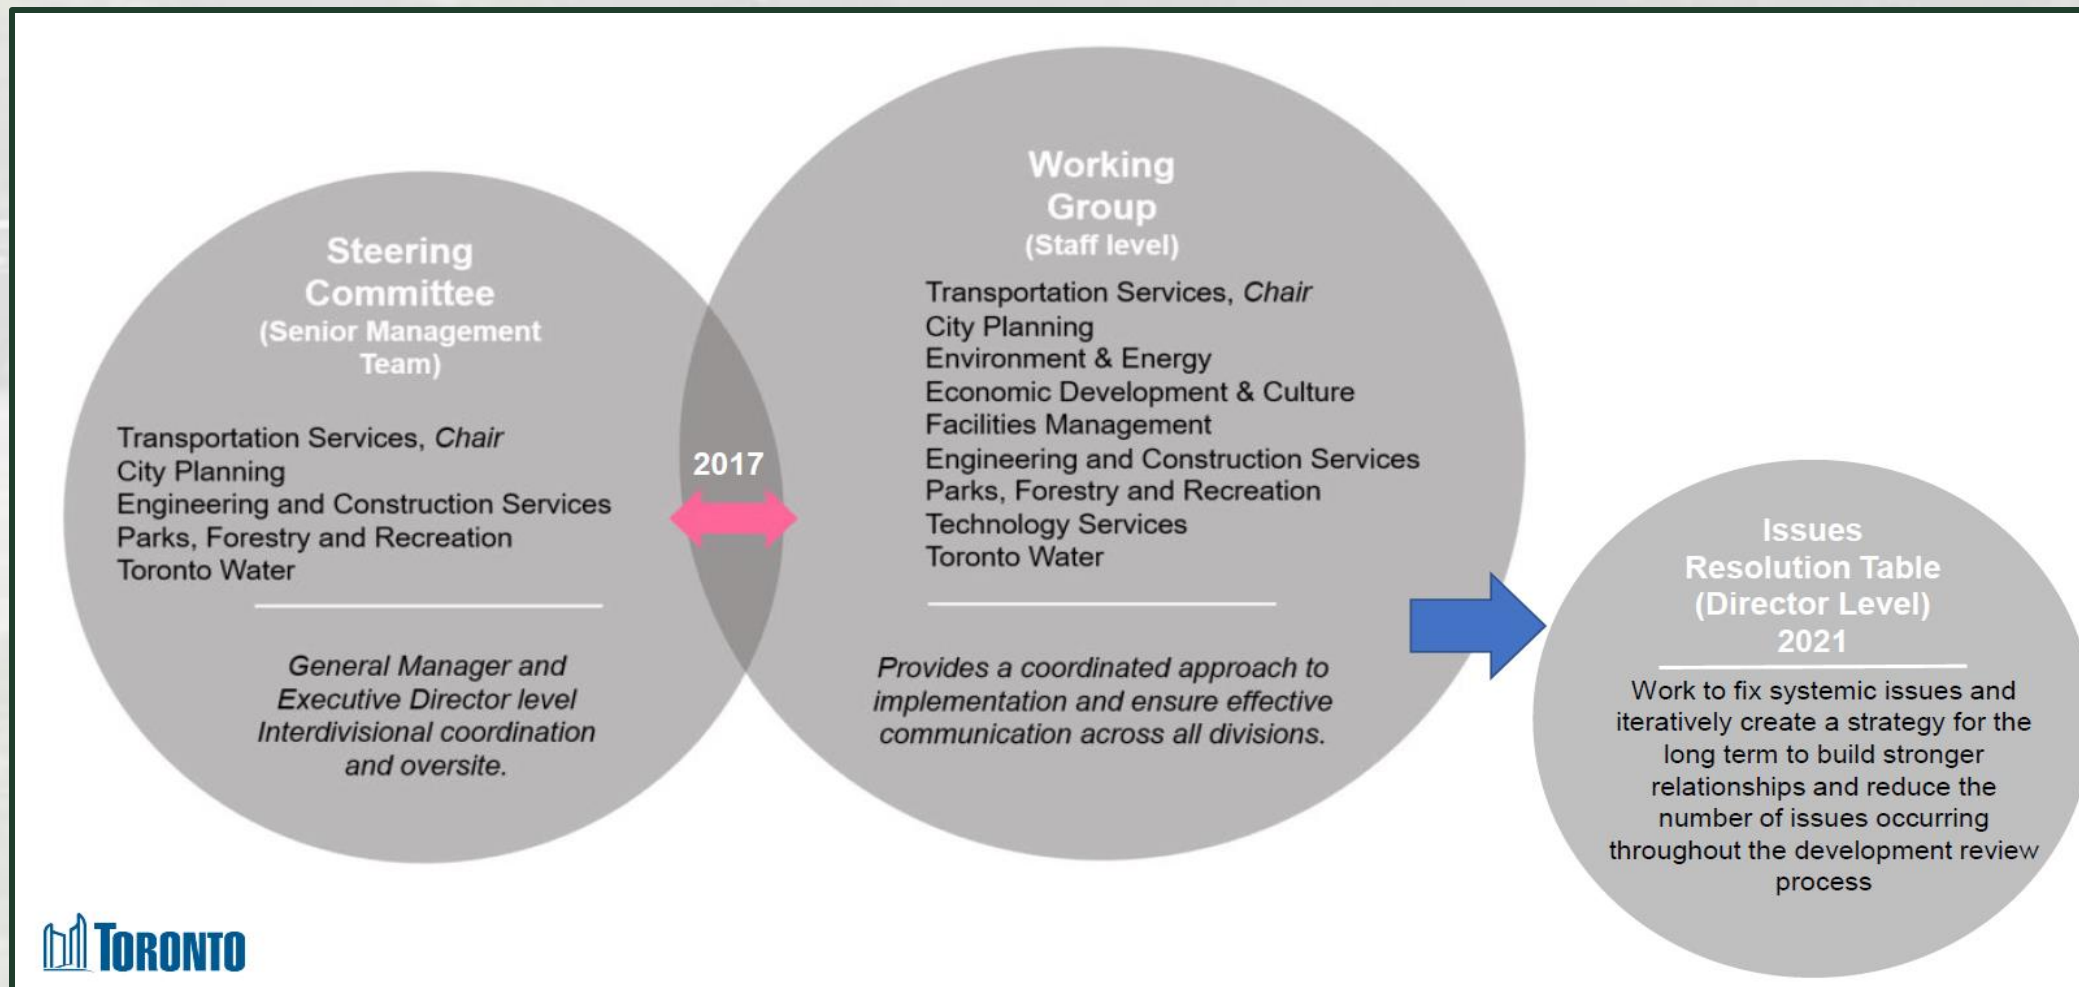 Steering
Committee
(Senior Management
Team)
Transportation Services, Chair
City Planning
Engineering and Construction Services
Parks, Forestry and Recreation
Toronto Water
General Manager and
Executive Director level
Interdivisional coordination
and oversite.
2017
Working
Group
(Staff level)
Transportation Services, Chair
City Planning
Environment & Energy
Economic Development & Culture
Facilities Management
Engineering and Construction Services
Parks, Forestry and Recreation
Technology Services
Toronto Water
Provides a coordinated approach to
implementation and ensure effective
communication across all divisions.
Issues
Resolution Table
(Director Level)
2021
Work to fix systemic issues and
iteratively create a strategy for the
long term to build stronger
relationships and reduce the
number of issues occurring
throughout the development review
process
TORONTO